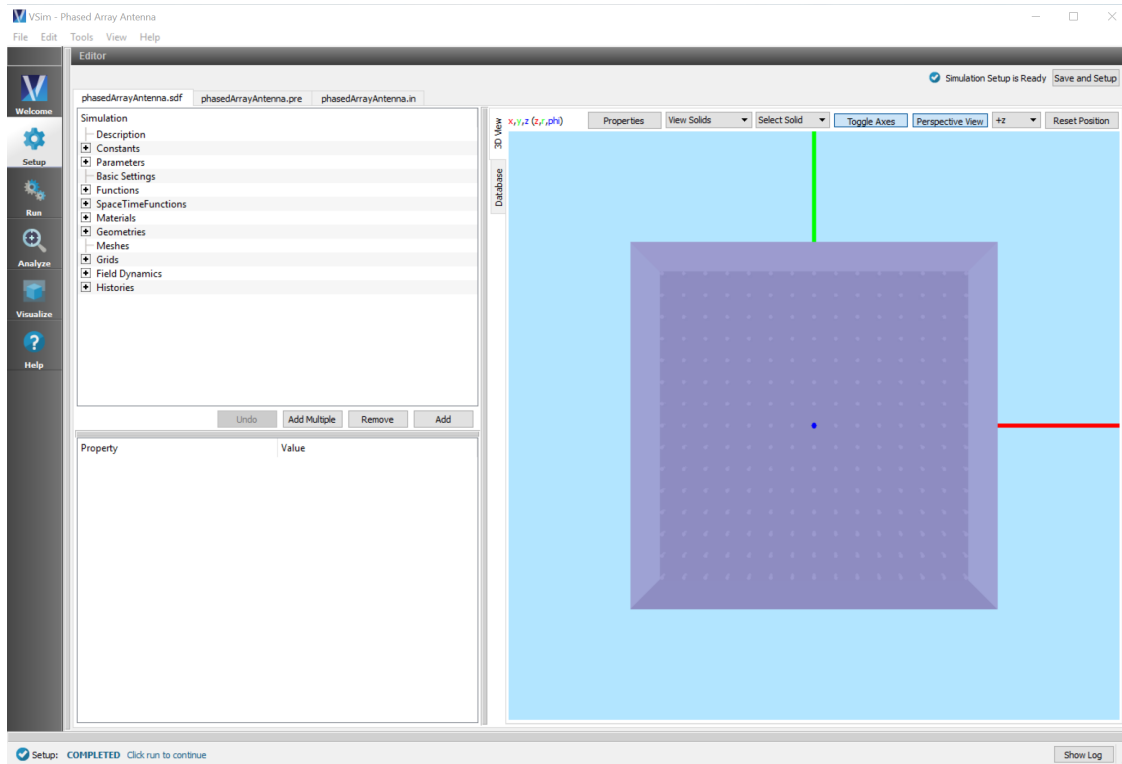 VSim - Phased Array Antenna
File Edit Tools View Help
Editor
Simulation Setup is Ready Save and Setup
phasedArrayAntenna.sdf phasedArrayAntenna.pre phasedArrayAntenna.in
Welcome
Setup
Run
Analyze
Visualize
Help
Simulation
Description
Constants
Parameters
Basic Settings
Functions
SpaceTimeFunctions
Materials
Geometries
Meshes
Grids
Field Dynamics
Histories
Undo Add Multiple Remove Add
Property Value
3D View
Database
x,y,z (z,r,phi) Properties View Solids Select Solid Toggle Axes Perspective View +z Reset Position
Setup: COMPLETED Click run to continue Show Log